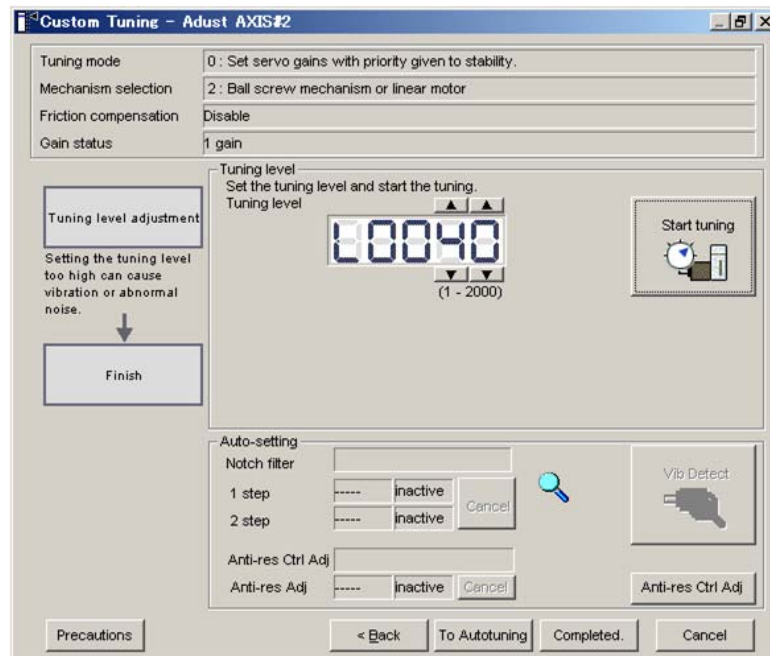 Custom Tuning - Adust AXIS#2
Tuning mode
0 : Set servo gains with priority given to stability.
Mechanism selection
2 : Ball screw mechanism or linear motor
Friction compensation
Disable
Gain status
1 gain
Tuning level adjustment
Setting the tuning level
too high can cause
vibration or abnormal
noise.
Finish
Tuning level
Set the tuning level and start the tuning.
Tuning level
L0040
(1 - 2000)
Start tuning
Auto-setting
Notch filter
1 step
-----
inactive
Cancel
2 step
-----
inactive
Vib Detect
Anti-res Ctrl Adj
Anti-res Adj
-----
inactive
Cancel
Anti-res Ctrl Adj
Precautions
< Back
To Autotuning
Completed.
Cancel